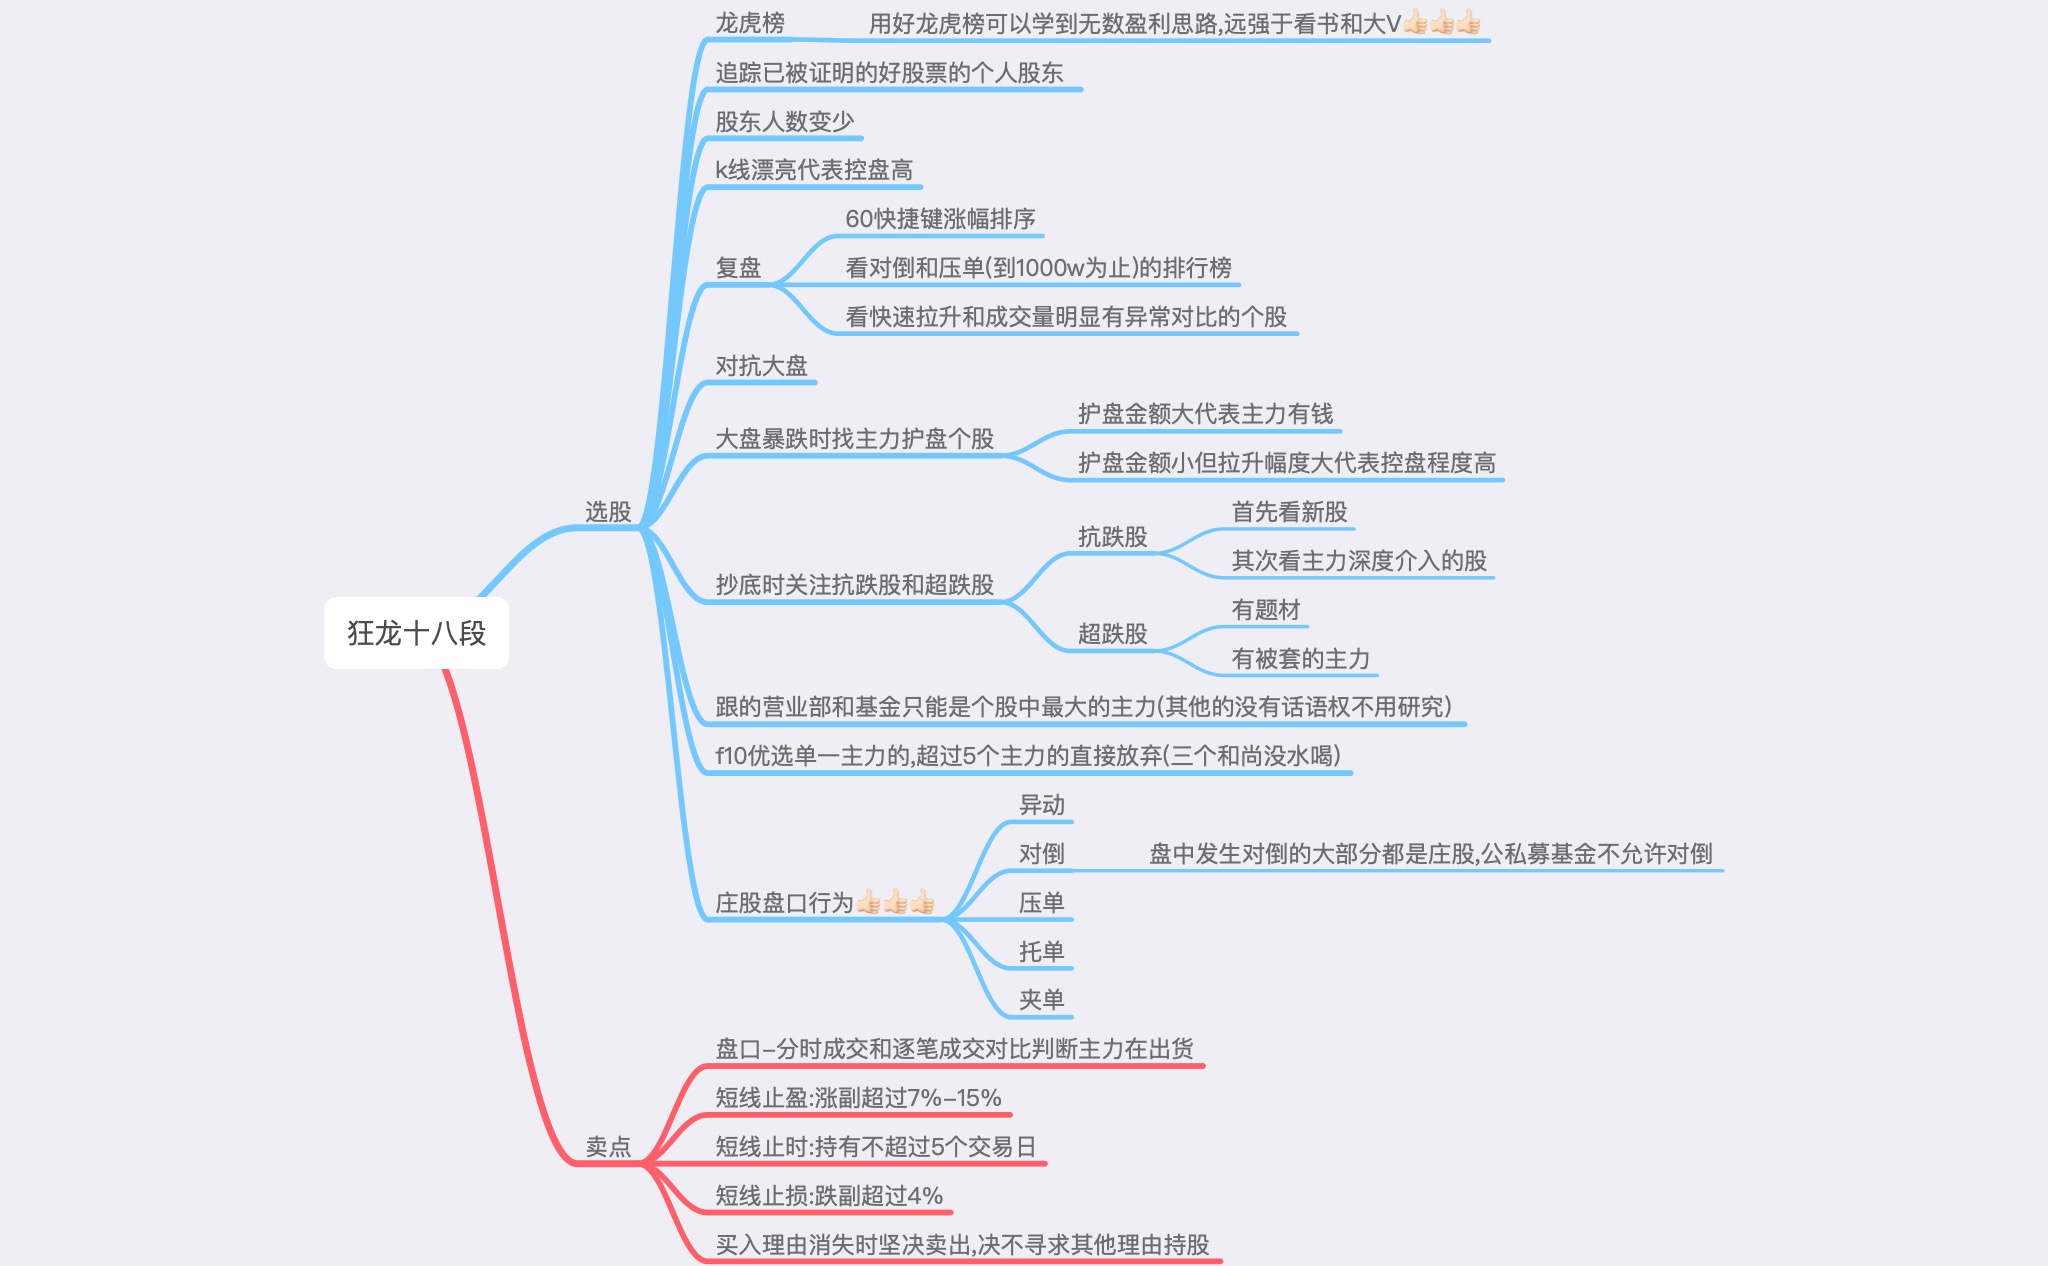 狂龙十八段
选股
龙虎榜
用好龙虎榜可以学到无数盈利思路,远强于看书和大V👍🏻👍🏻👍🏻
追踪已被证明的好股票的个人股东
股东人数变少
k线漂亮代表控盘高
复盘
60快捷键涨幅排序
看对倒和压单(到1000w为止)的排行榜
看快速拉升和成交量明显有异常对比的个股
对抗大盘
大盘暴跌时找主力护盘个股
护盘金额大代表主力有钱
护盘金额小但拉升幅度大代表控盘程度高
抄底时关注抗跌股和超跌股
抗跌股
首先看新股
其次看主力深度介入的股
超跌股
有题材
有被套的主力
跟的营业部和基金只能是个股中最大的主力(其他的没有话语权不用研究)
f10优选单一主力的,超过5个主力的直接放弃(三个和尚没水喝)
庄股盘口行为👍🏻👍🏻👍🏻
异动
对倒
盘中发生对倒的大部分都是庄股,公私募基金不允许对倒
压单
托单
夹单
卖点
盘口–分时成交和逐笔成交对比判断主力在出货
短线止盈:涨副超过7%–15%
短线止时:持有不超过5个交易日
短线止损:跌副超过4%
买入理由消失时坚决卖出,决不寻求其他理由持股